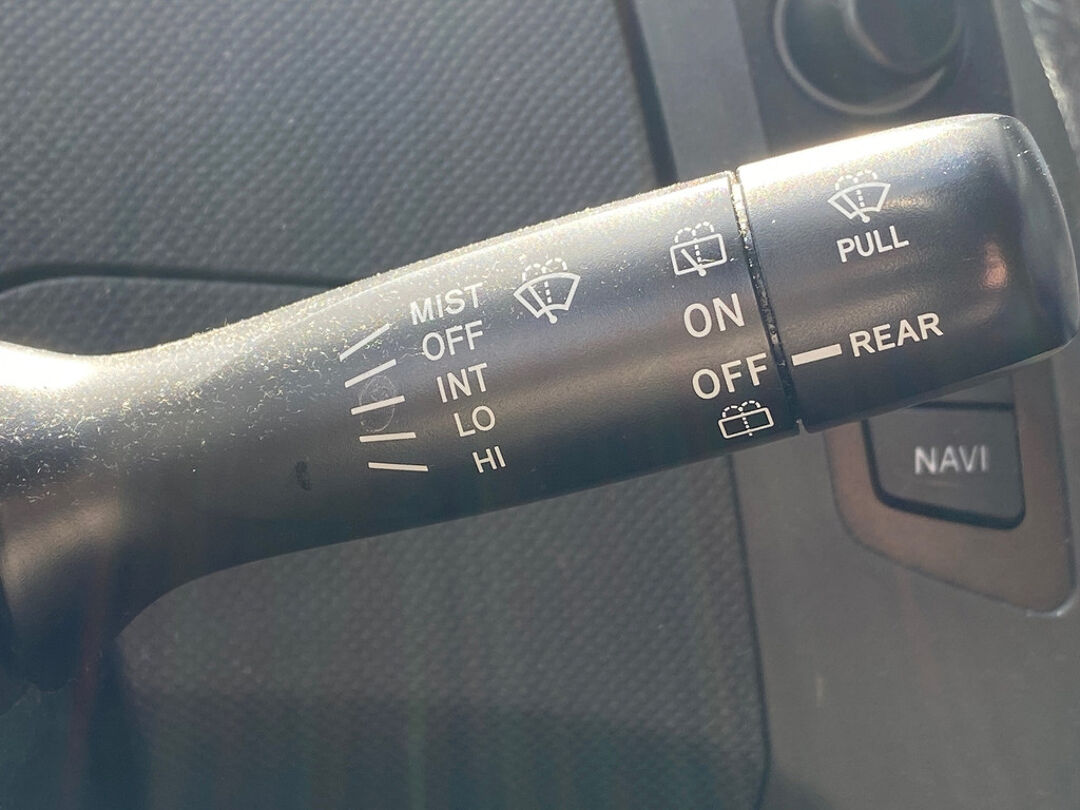 MIST
OFF
INT
LO
HI
ON
OFF
PULL
REAR
NAVI